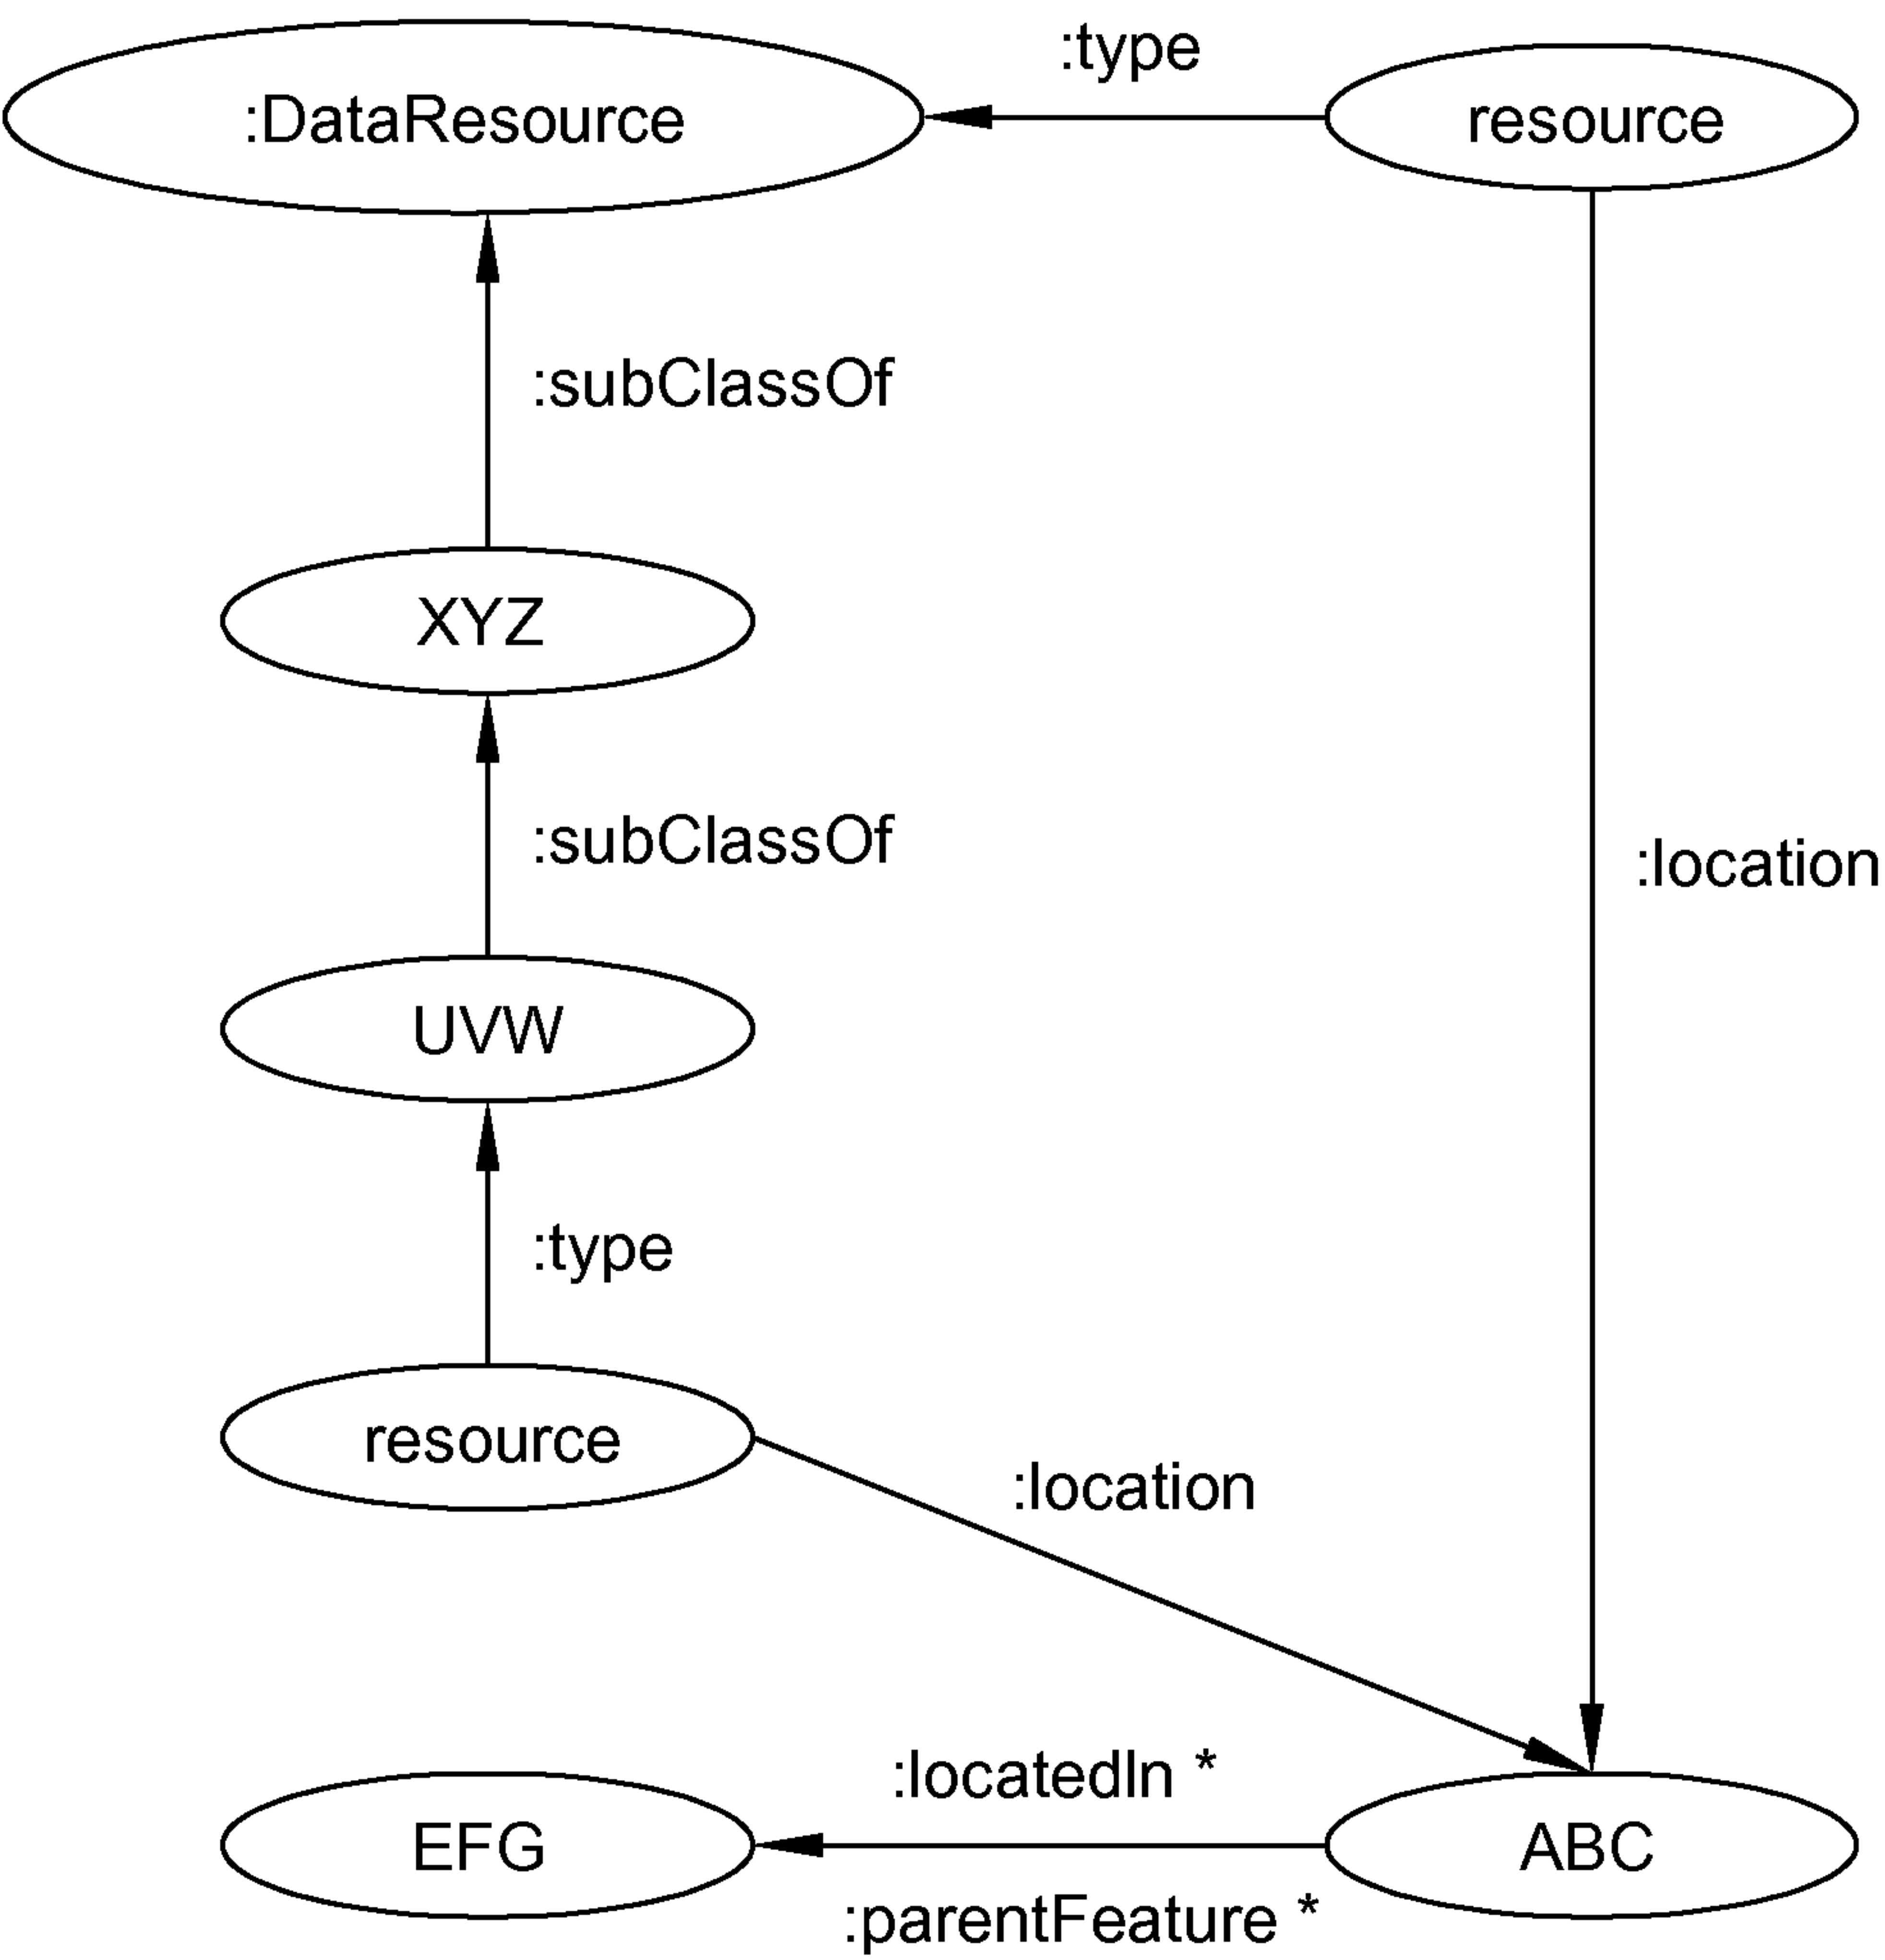 :type
:DataResource
resource
:subClassOf
XYZ
:subClassOf
:location
UVW
:type
resource
:location
:locatedIn *
EFG
ABC
:parentFeature *